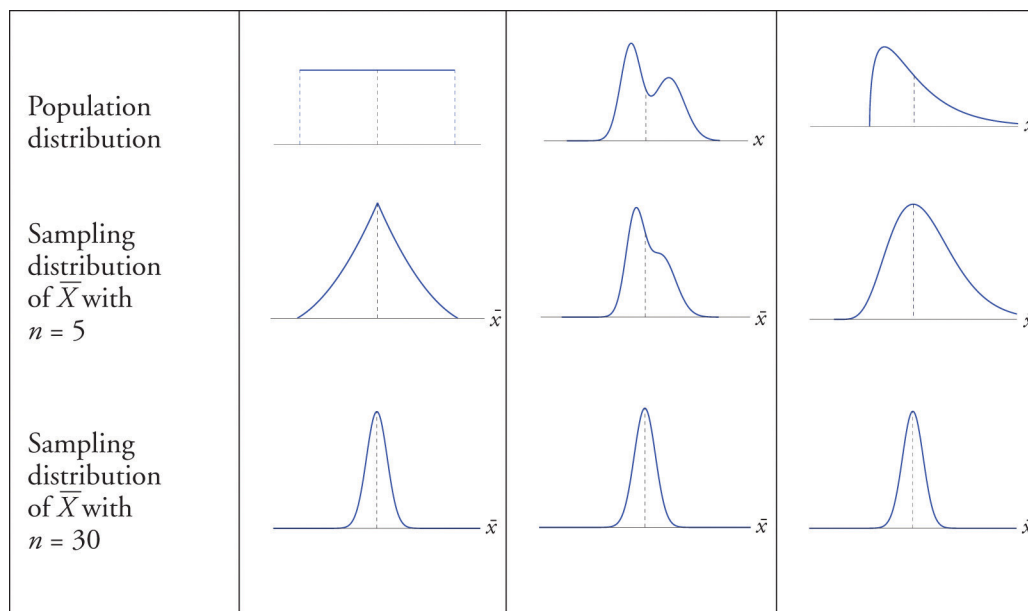 Population
distribution
x
x
Sampling
distribution
of X̅ with
n = 5
x̄
x̄
x
Sampling
distribution
of X̅ with
n = 30
x̄
x̄